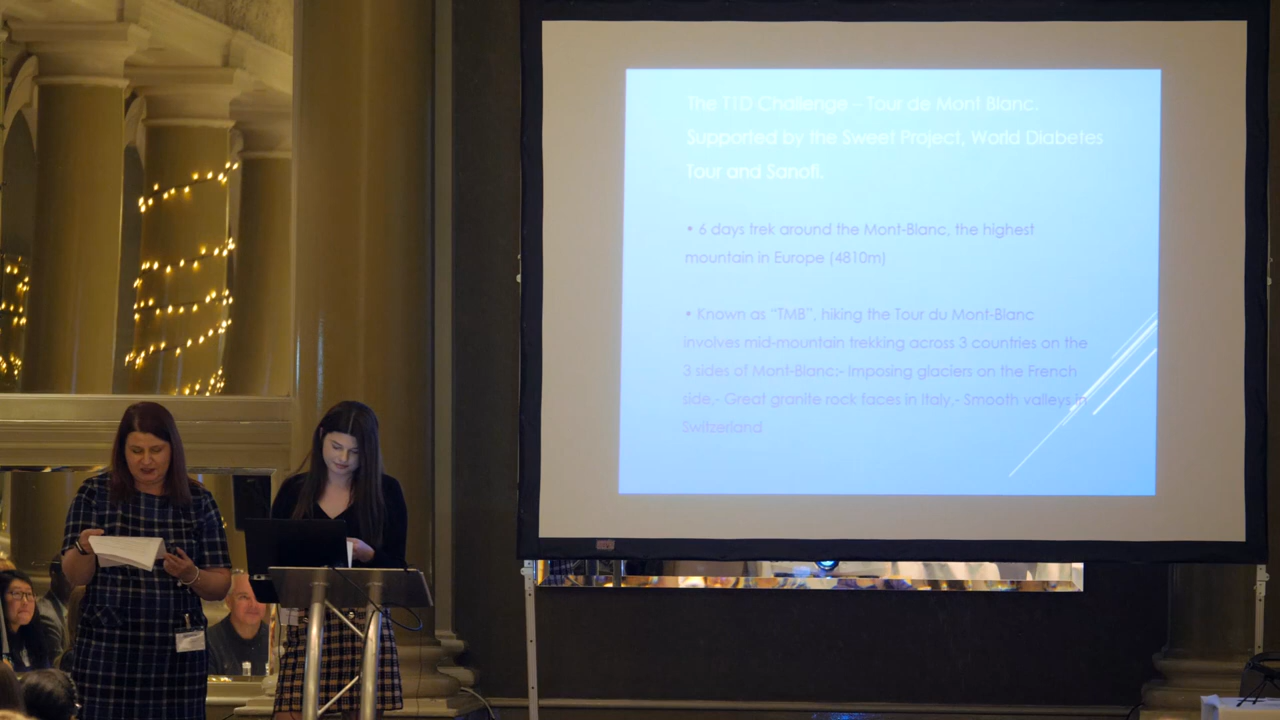 The T1D Challenge – Tour de Mont Blanc.
Supported by the Sweet Project, World Diabetes
Tour and Sanofi.
• 6 days trek around the Mont-Blanc, the highest
mountain in Europe (4810m)
• Known as “TMB”, hiking the Tour du Mont-Blanc
involves mid-mountain trekking across 3 countries on the
3 sides of Mont-Blanc:- Imposing glaciers on the French
side,- Great granite rock faces in Italy,- Smooth valleys in
Switzerland